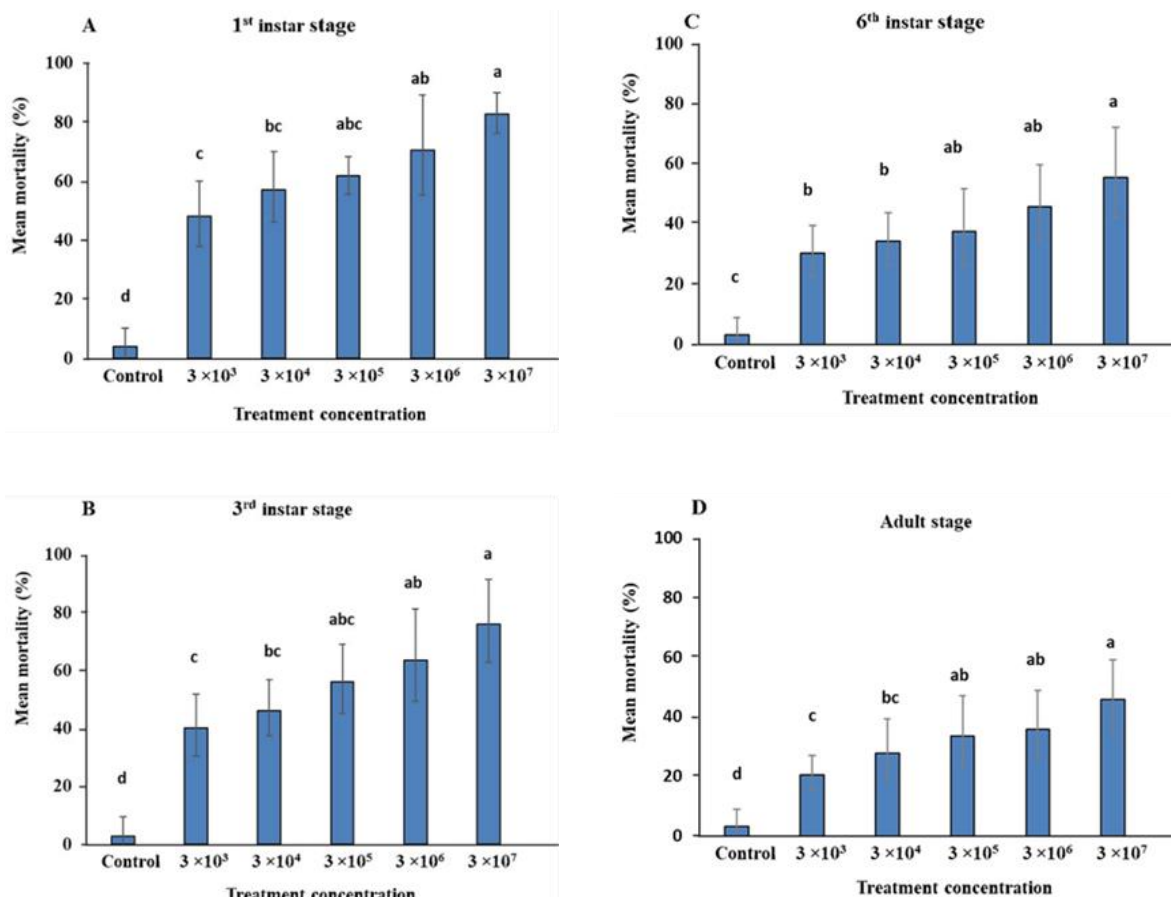 A
1st instar stage
Mean mortality (%)
100
80
60
40
20
0
d
c
bc
abc
ab
a
Control 3 ×10³ 3 ×10⁴ 3 ×10⁵ 3 ×10⁶ 3 ×10⁷
Treatment concentration
C
6th instar stage
Mean mortality (%)
100
80
60
40
20
0
c
b
b
ab
ab
a
Control 3 ×10³ 3 ×10⁴ 3 ×10⁵ 3 ×10⁶ 3 ×10⁷
Treatment concentration
B
3rd instar stage
Mean mortality (%)
100
80
60
40
20
0
d
c
bc
abc
ab
a
Control 3 ×10³ 3 ×10⁴ 3 ×10⁵ 3 ×10⁶ 3 ×10⁷
Treatment concentration
D
Adult stage
Mean mortality (%)
100
80
60
40
20
0
d
c
bc
ab
ab
a
Control 3 ×10³ 3 ×10⁴ 3 ×10⁵ 3 ×10⁶ 3 ×10⁷
Treatment concentration